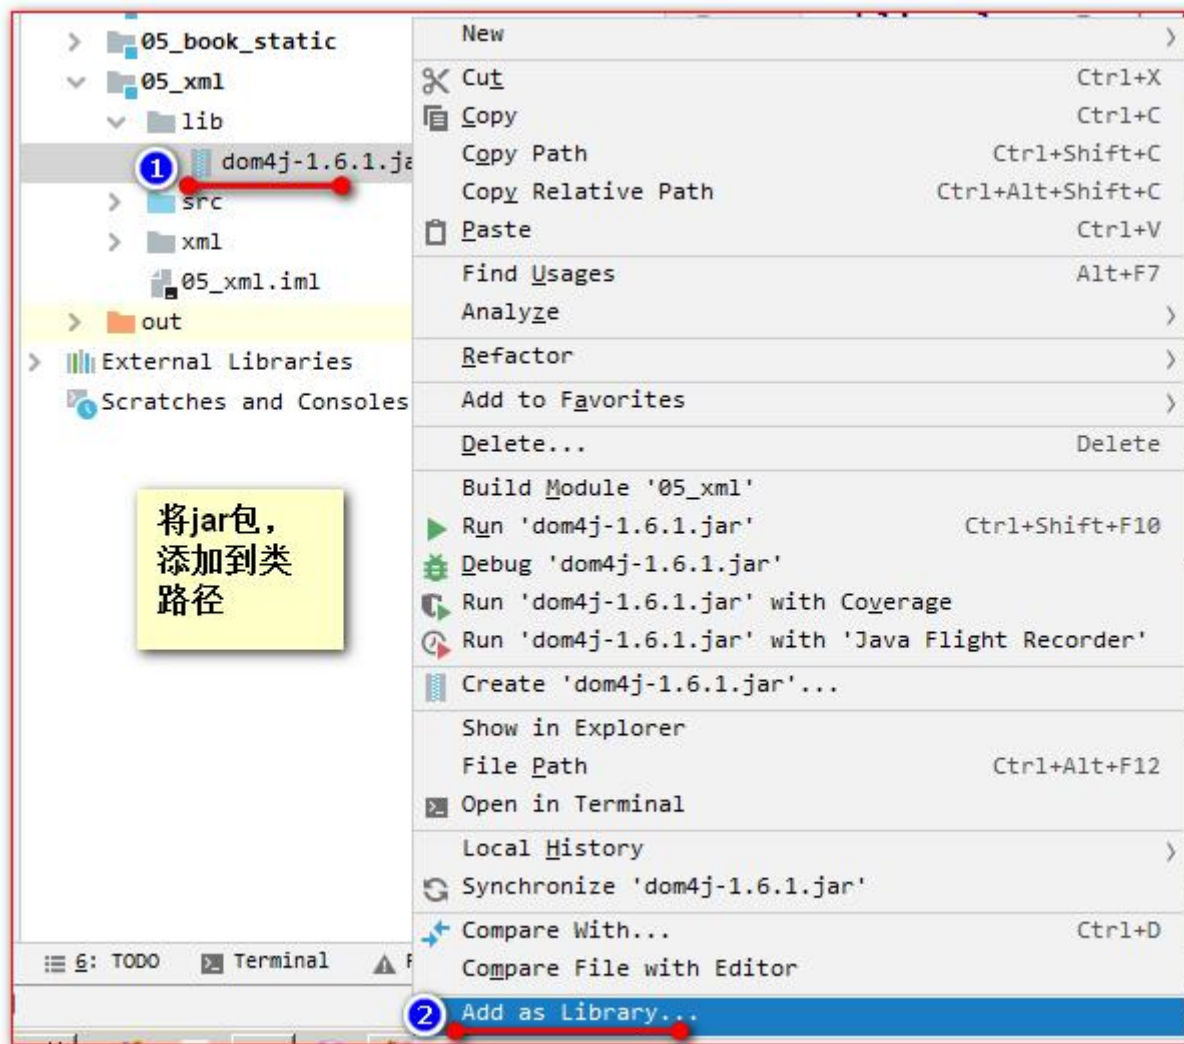 05_book_static
05_xml
lib
1
dom4j-1.6.1.ja
src
xml
05_xml.iml
out
External Libraries
Scratches and Consoles
将jar包，
添加到类
路径
6: TODO
Terminal
New
Cut Ctrl+X
Copy Ctrl+C
Copy Path Ctrl+Shift+C
Copy Relative Path Ctrl+Alt+Shift+C
Paste Ctrl+V
Find Usages Alt+F7
Analyze
Refactor
Add to Favorites
Delete... Delete
Build Module '05_xml'
Run 'dom4j-1.6.1.jar' Ctrl+Shift+F10
Debug 'dom4j-1.6.1.jar'
Run 'dom4j-1.6.1.jar' with Coverage
Run 'dom4j-1.6.1.jar' with 'Java Flight Recorder'
Create 'dom4j-1.6.1.jar'...
Show in Explorer
File Path Ctrl+Alt+F12
Open in Terminal
Local History
Synchronize 'dom4j-1.6.1.jar'
Compare With... Ctrl+D
Compare File with Editor
2
Add as Library...